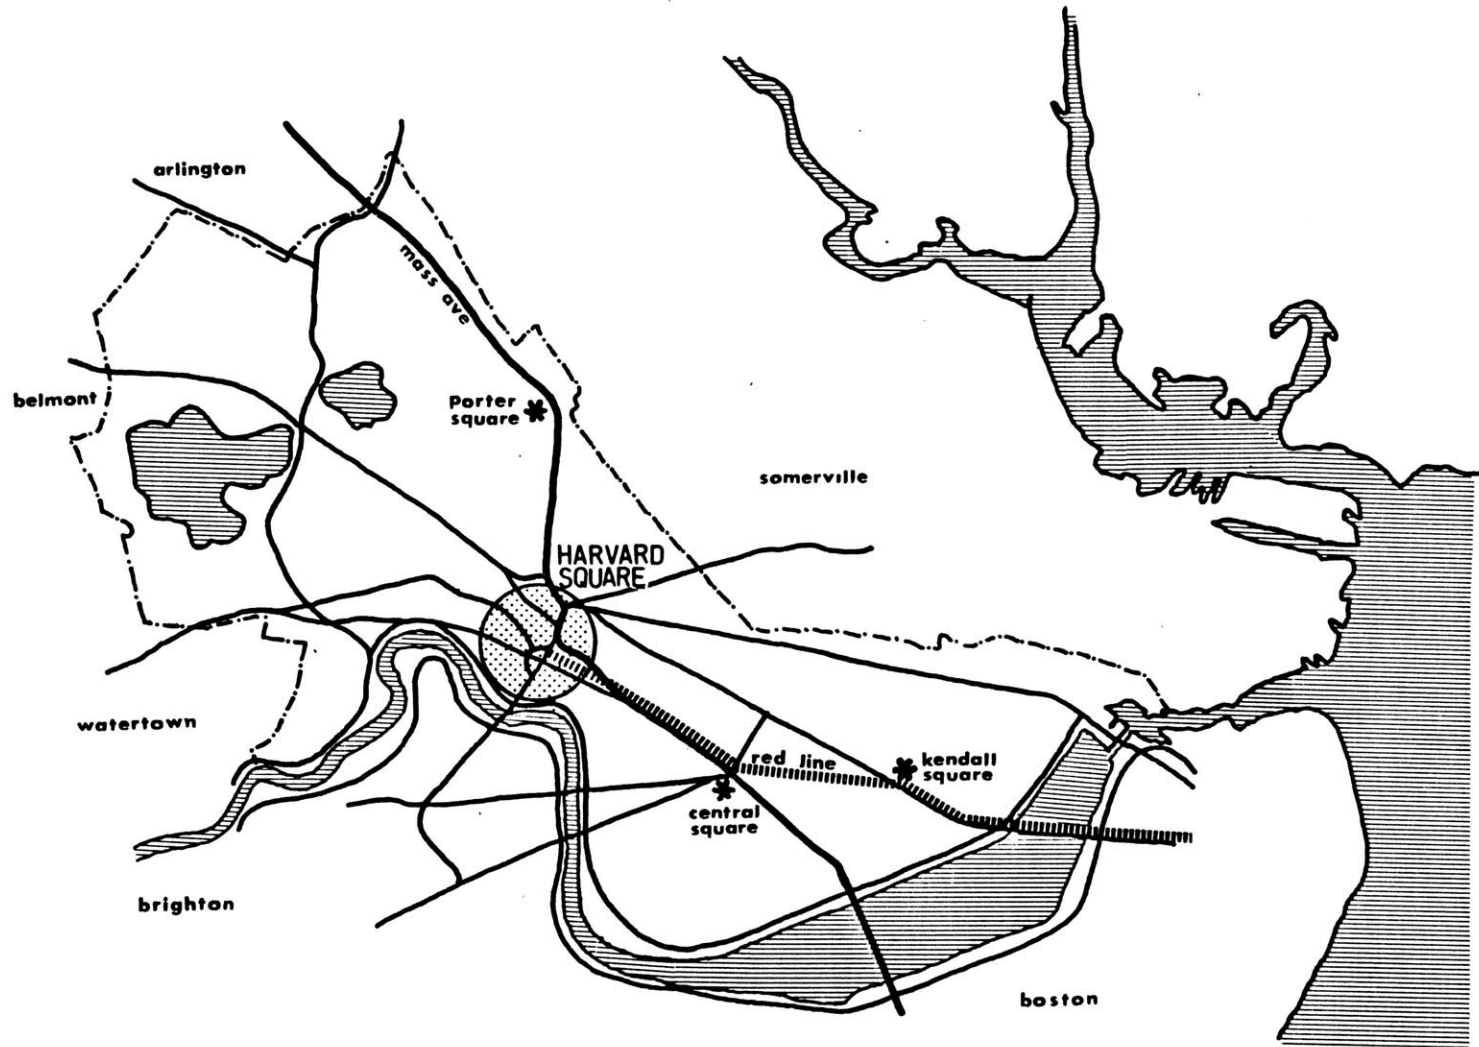 arlington
mass ave
belmont
Porter
square
somerville
HARVARD
SQUARE
watertown
red line
kendall
square
central
square
brighton
boston